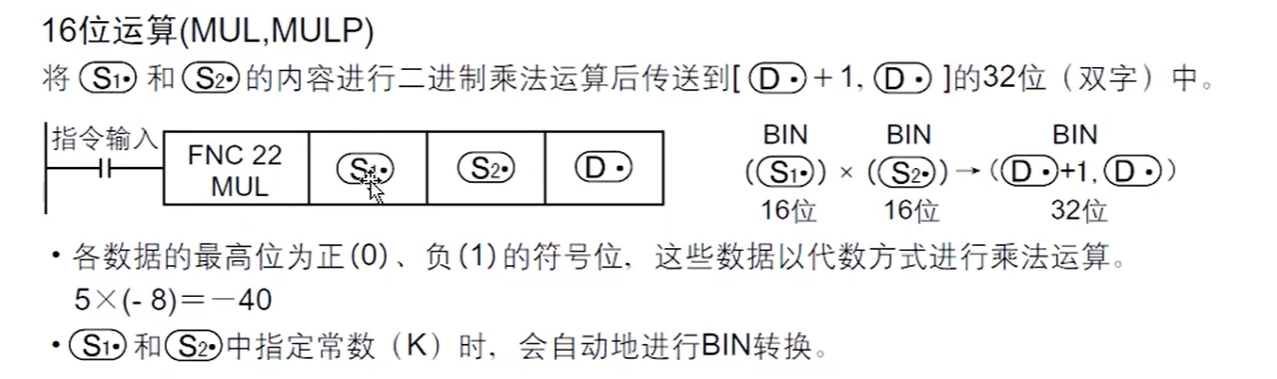 16位运算(MUL,MULP)
将 S1• 和 S2• 的内容进行二进制乘法运算后传送到[ D • +1, D • ]的32位（双字）中。
指令输入
FNC 22 MUL S1• S2• D •
BIN BIN BIN
((S1•)) × ((S2•)) → ((D •)+1, (D •))
16位 16位 32位
• 各数据的最高位为正(0)、负(1)的符号位，这些数据以代数方式进行乘法运算。
5×(- 8)=－40
• S1• 和 S2• 中指定常数（K）时，会自动地进行BIN转换。